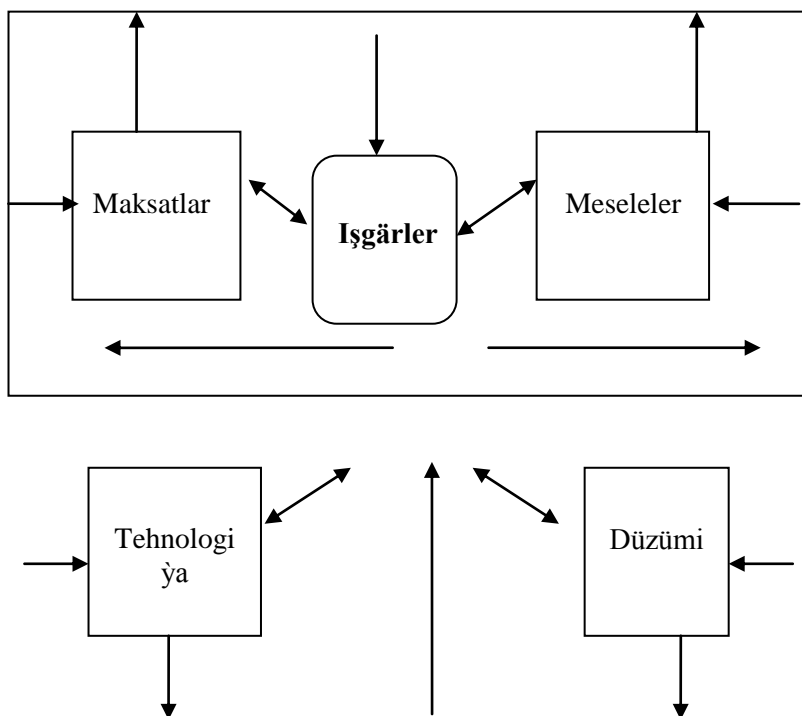 Maksatlar
Işgärler
Meseleler
Tehnologi
ỳa
Düzümi